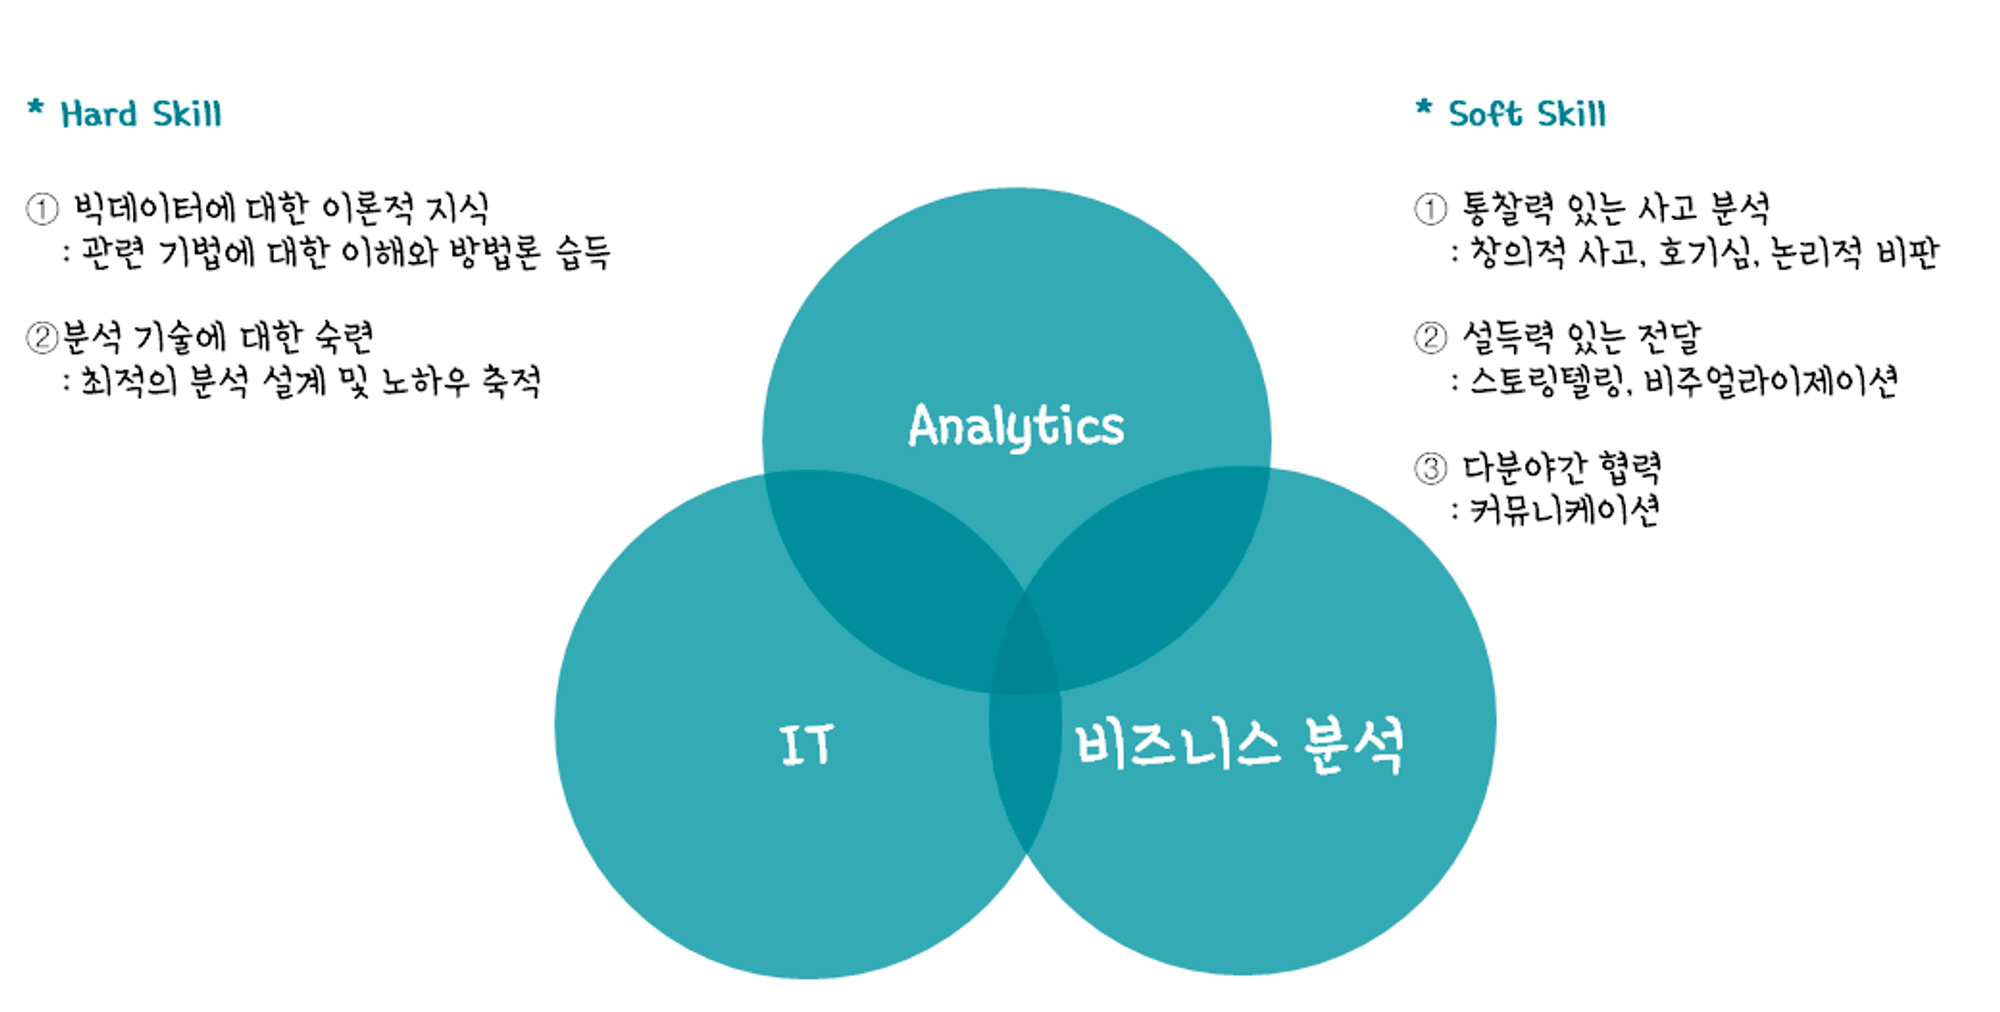 * Hard Skill
① 빅데이터에 대한 이론적 지식
: 관련 기법에 대한 이해와 방법론 습득
②분석 기술에 대한 숙련
: 최적의 분석 설계 및 노하우 축적
* Soft Skill
① 통찰력 있는 사고 분석
: 창의적 사고, 호기심, 논리적 비판
② 설득력 있는 전달
: 스토링텔링, 비주얼라이제이션
③ 다분야간 협력
: 커뮤니케이션
Analytics
IT
비즈니스 분석